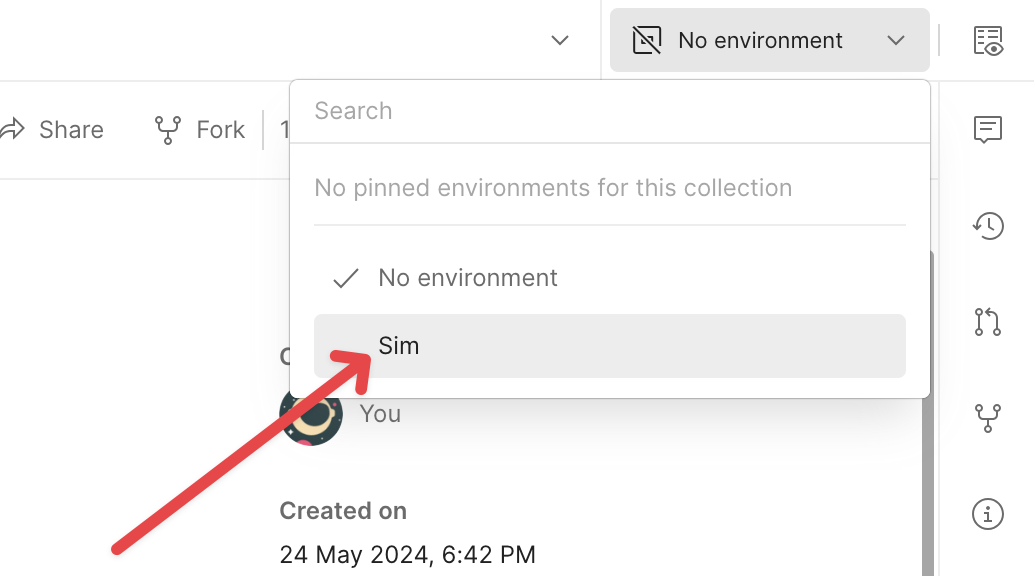 No environment
Share
Fork
1
Search
No pinned environments for this collection
No environment
Sim
You
Created on
24 May 2024, 6:42 PM